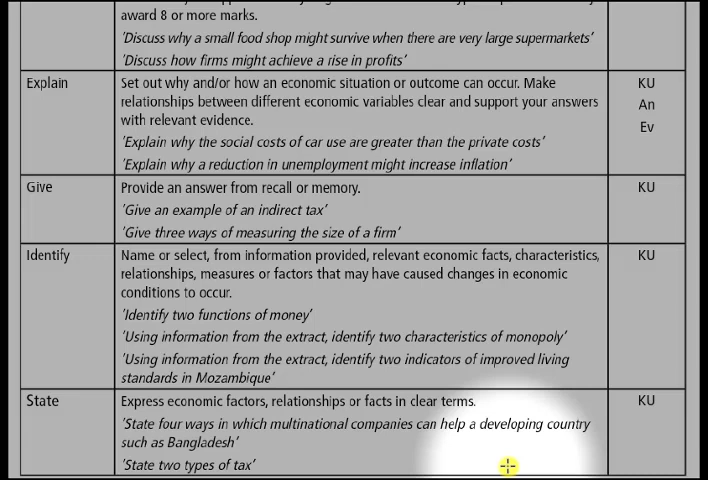 award 8 or more marks.
'Discuss why a small food shop might survive when there are very large supermarkets'
'Discuss how firms might achieve a rise in profits'
Explain
Set out why and/or how an economic situation or outcome can occur. Make
relationships between different economic variables clear and support your answers
with relevant evidence.
'Explain why the social costs of car use are greater than the private costs'
'Explain why a reduction in unemployment might increase inflation'
KU
An
Ev
Give
Provide an answer from recall or memory.
'Give an example of an indirect tax'
'Give three ways of measuring the size of a firm'
KU
Identify
Name or select, from information provided, relevant economic facts, characteristics,
relationships, measures or factors that may have caused changes in economic
conditions to occur.
'Identify two functions of money'
'Using information from the extract, identify two characteristics of monopoly'
'Using information from the extract, identify two indicators of improved living
standards in Mozambique'
KU
State
Express economic factors, relationships or facts in clear terms.
'State four ways in which multinational companies can help a developing country
such as Bangladesh'
'State two types of tax'
KU